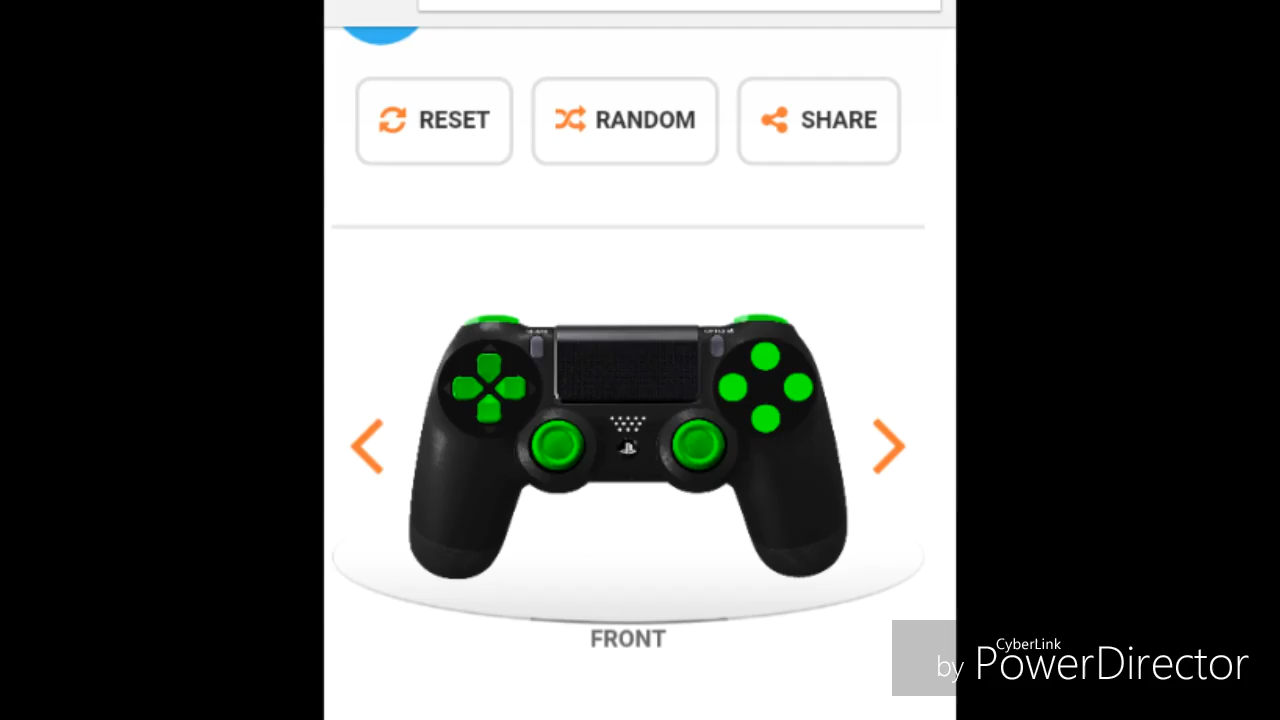 RESET
RANDOM
SHARE
FRONT
CyberLink
by PowerDirector